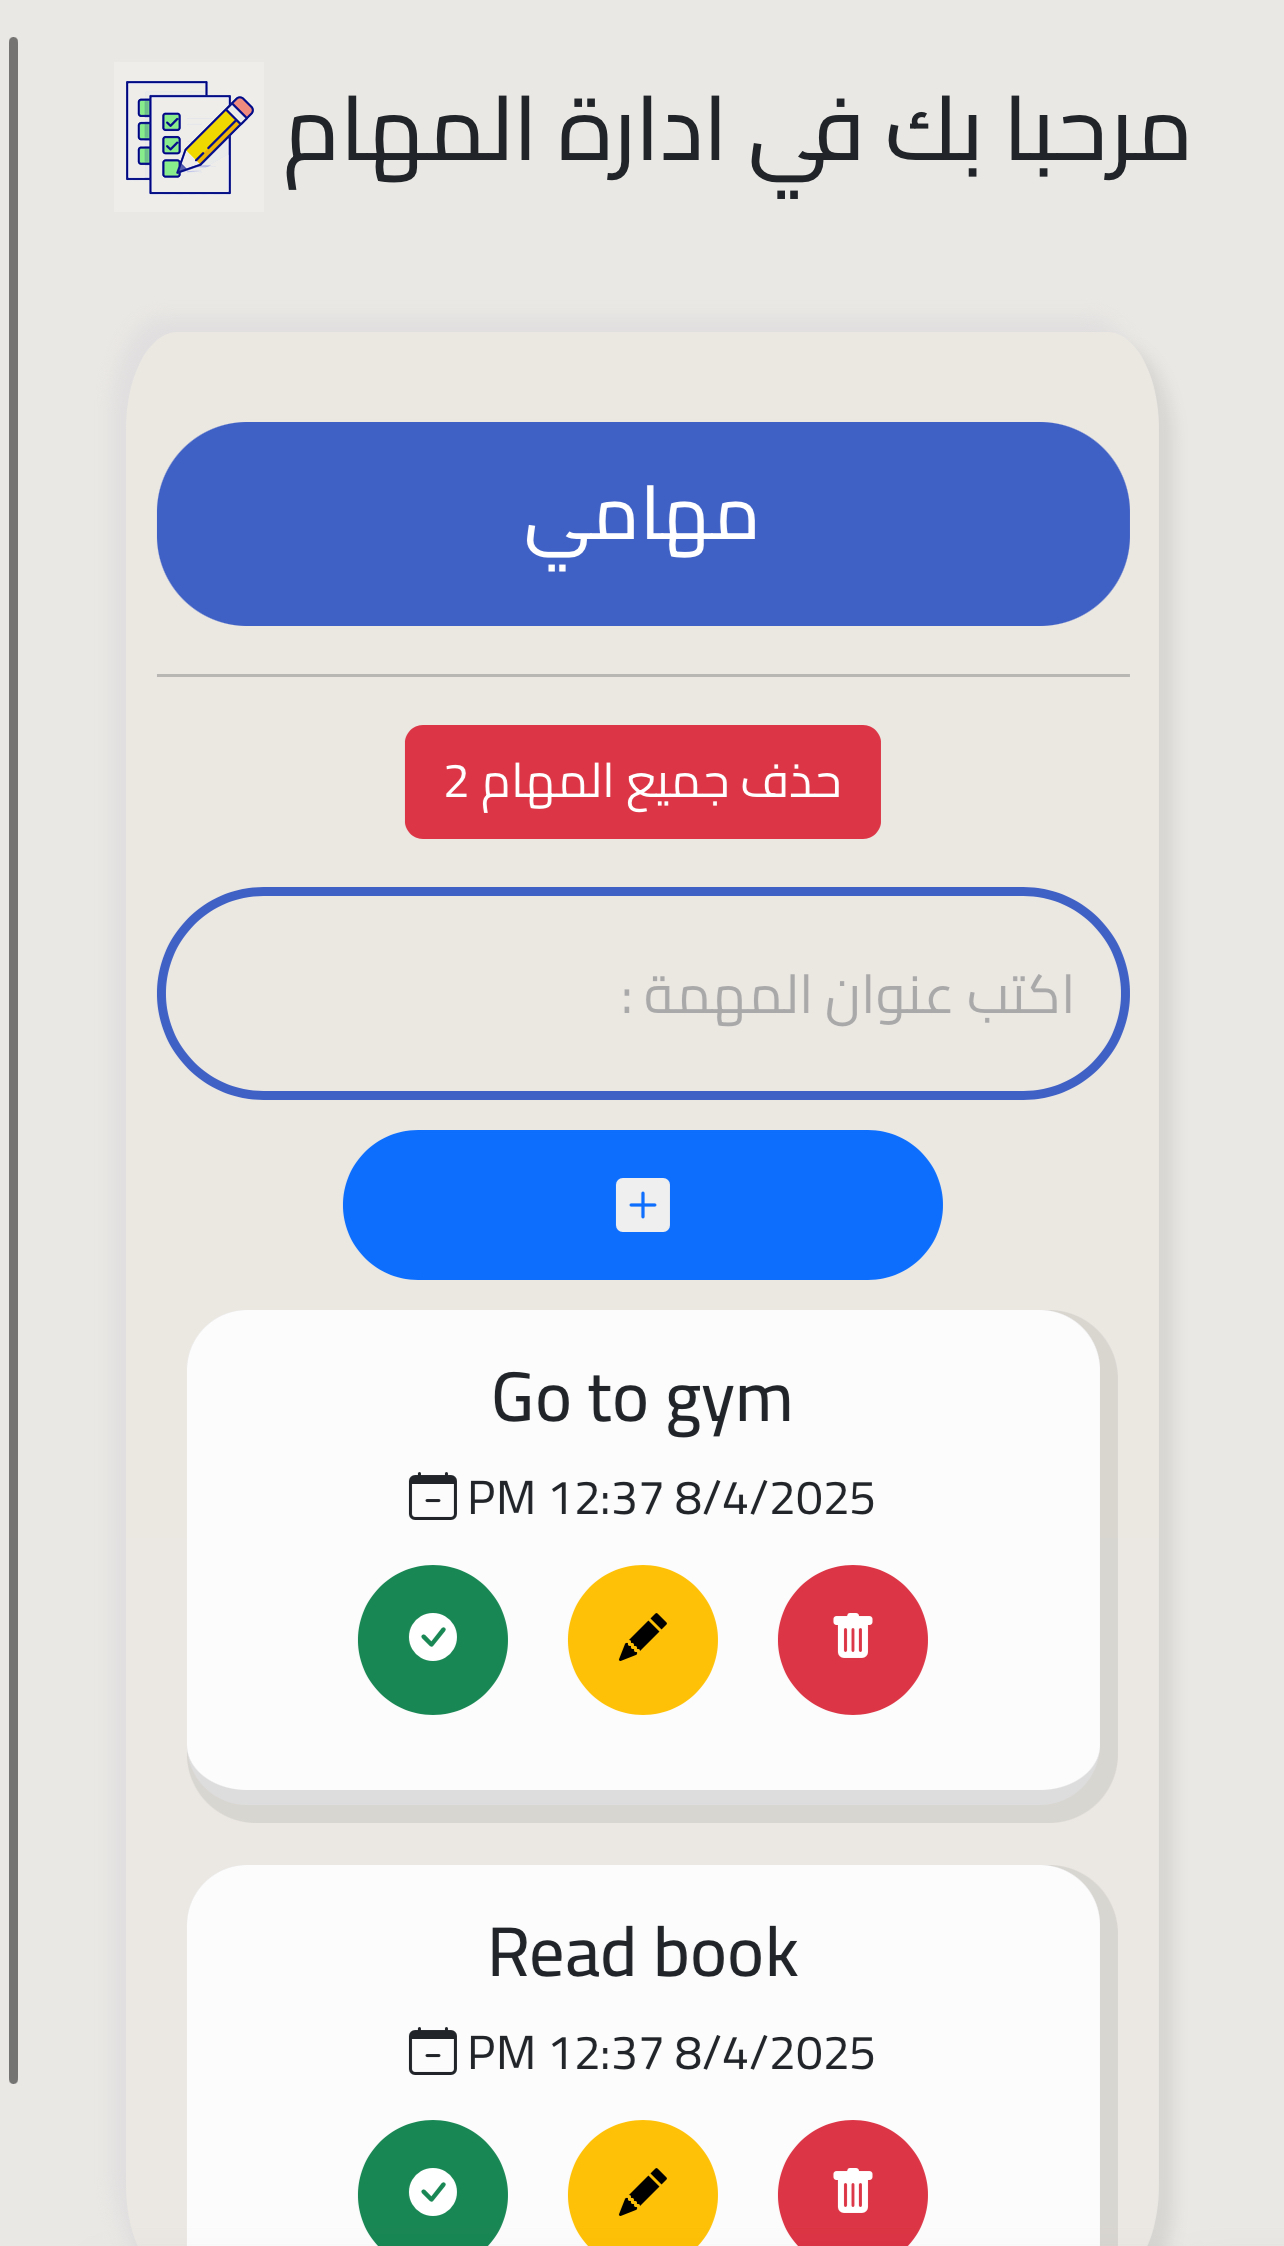 مرحبا بك في ادارة المهام
مهامي
حذف جميع المهام 2
اكتب عنوان المهمة :
Go to gym
8/4/2025 12:37 PM
Read book
8/4/2025 12:37 PM